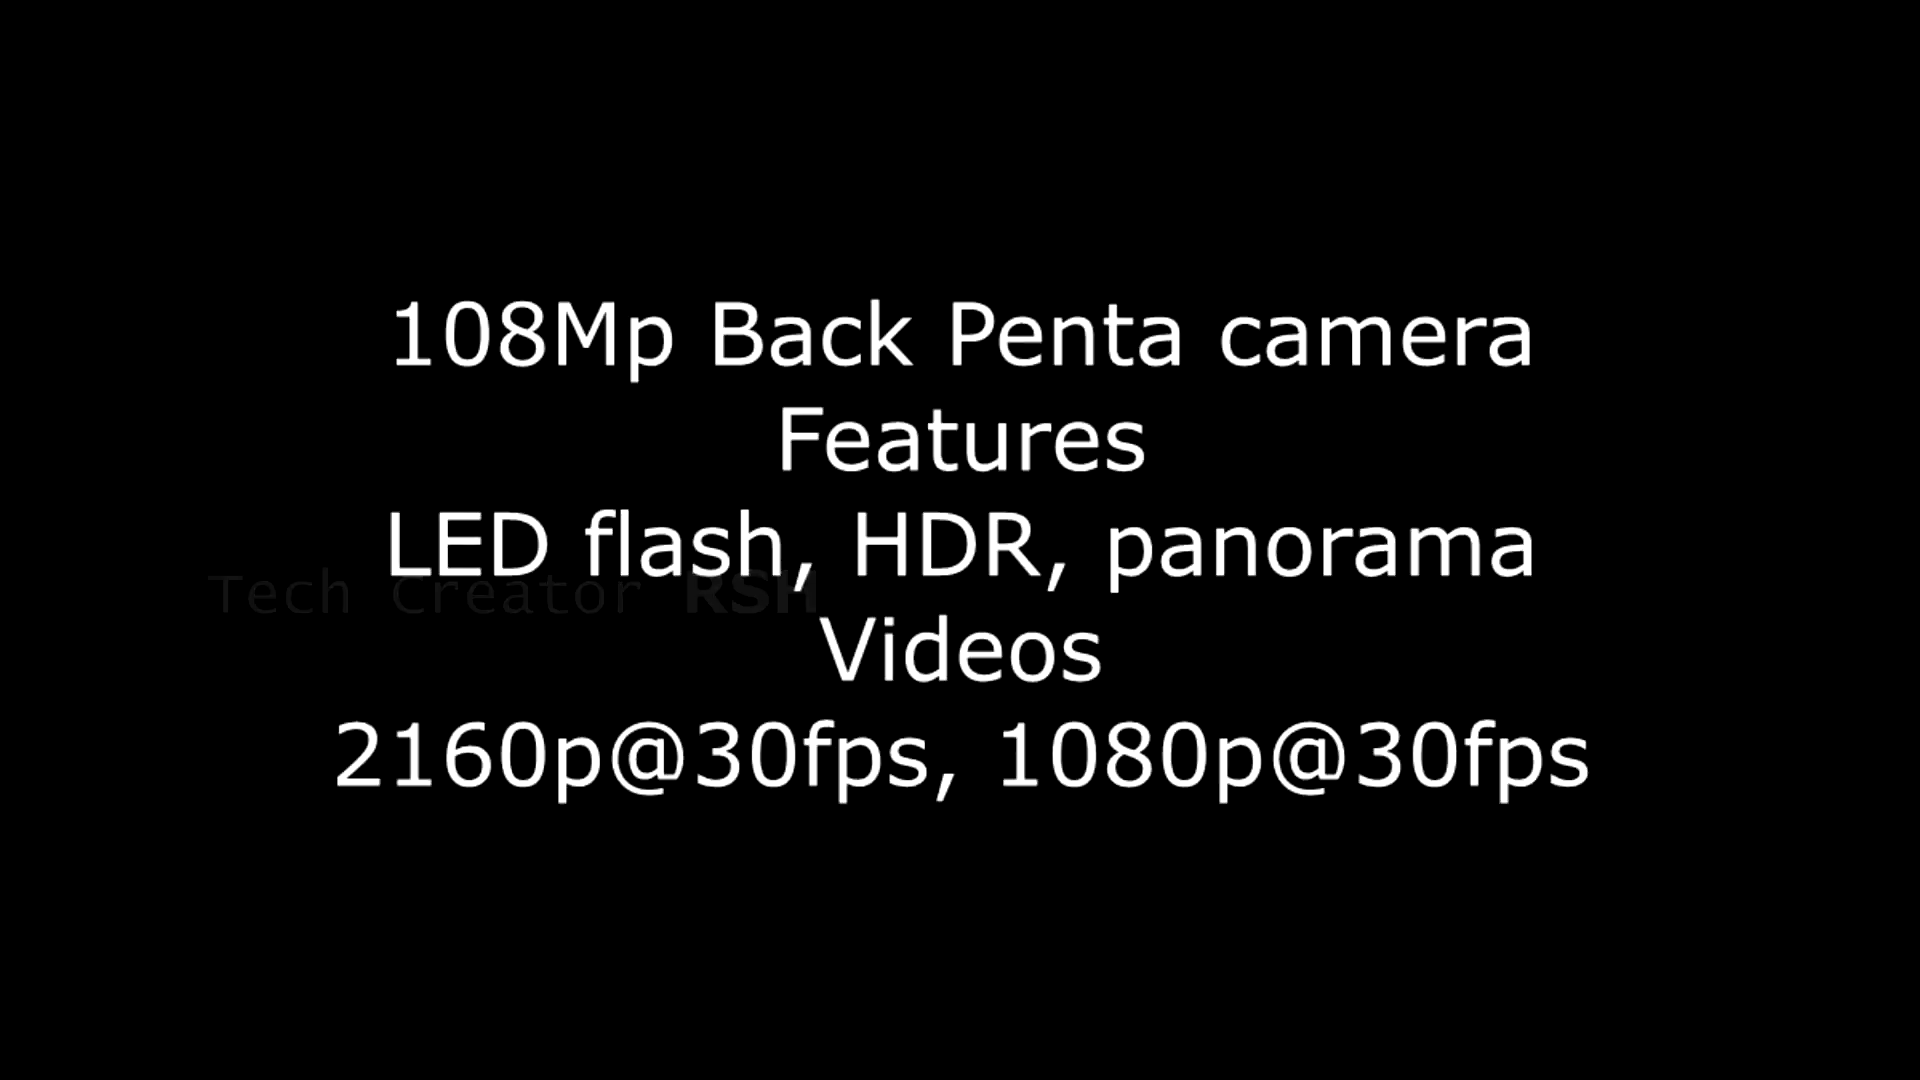 108Mp Back Penta camera
Features
LED flash, HDR, panorama
Tech Creator RSH
Videos
2160p@30fps, 1080p@30fps